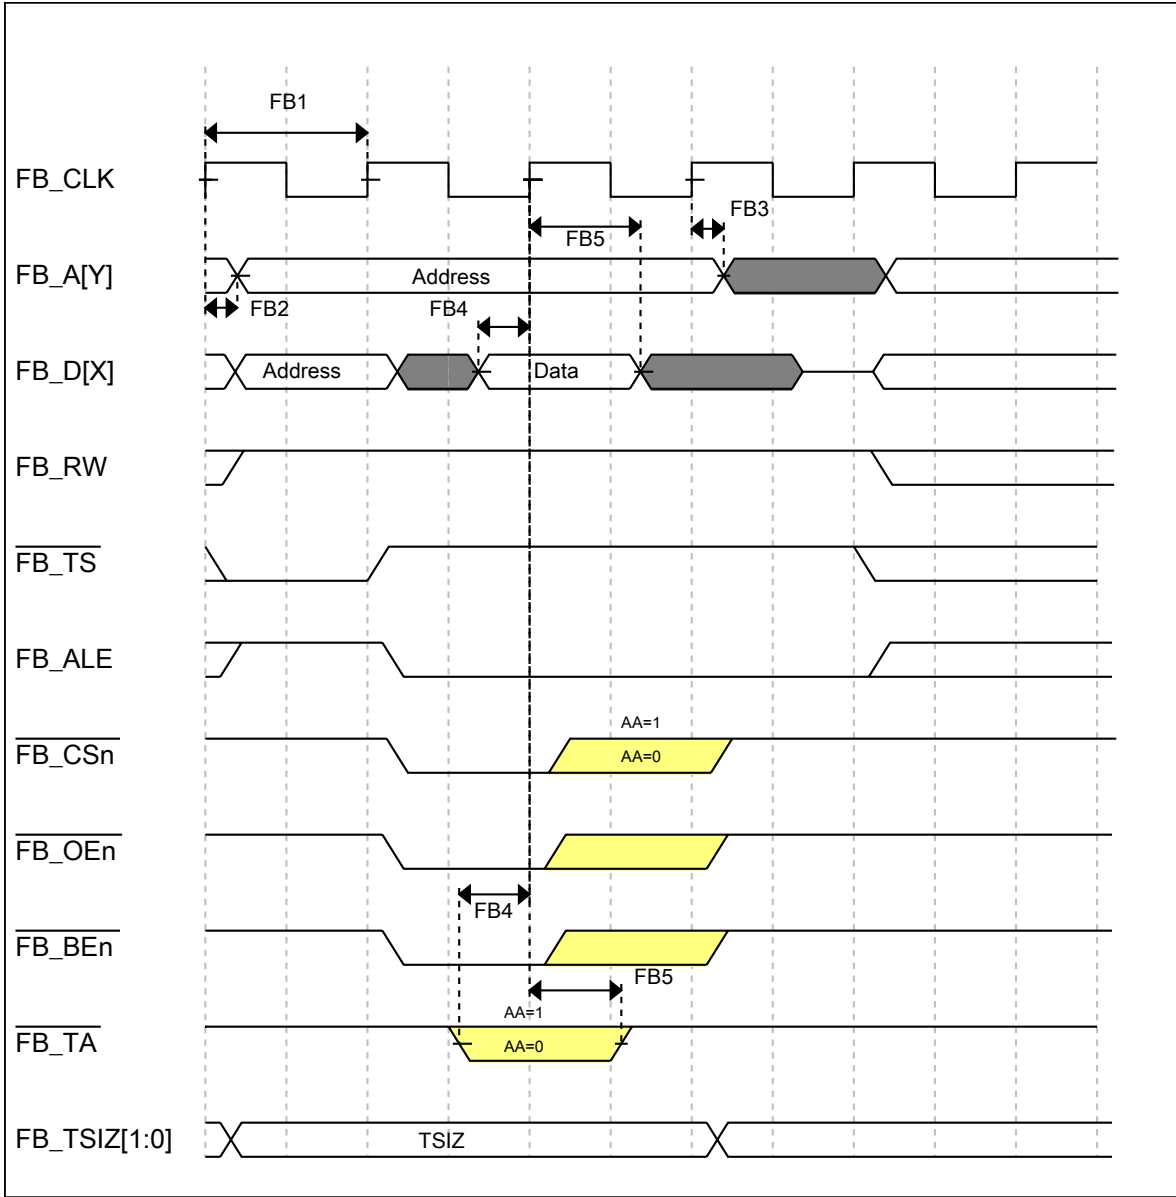 FB1
FB_CLK
FB3
FB5
FB_A[Y]
Address
FB2
FB4
FB_D[X]
Address
Data
FB_RW
FB_TS
FB_ALE
AA=1
FB_CSn
AA=0
FB_OEn
FB4
FB_BEn
FB5
AA=1
FB_TA
AA=0
FB_TSIZ[1:0]
TSIZ